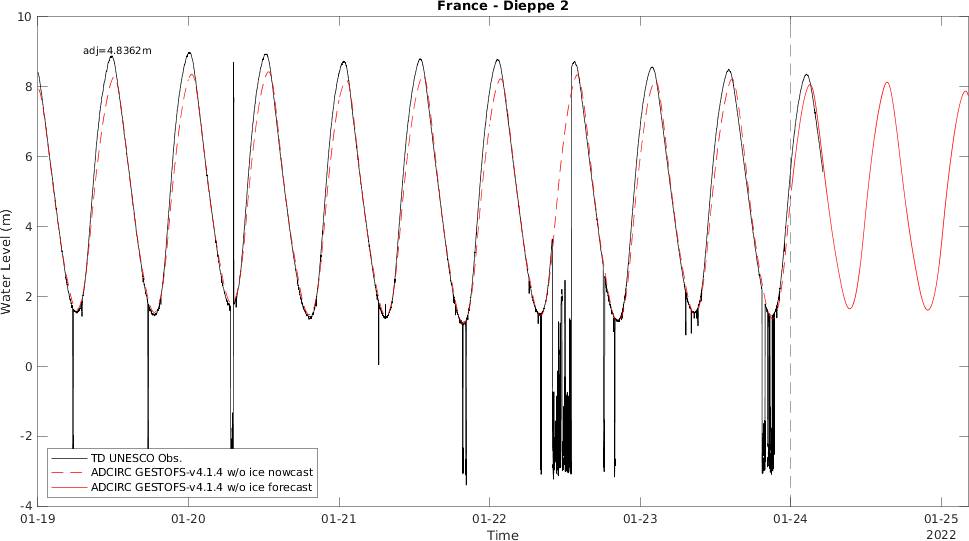 France - Dieppe 2
adj=4.8362m
10
8
6
4
2
0
-2
-4
Water Level (m)
TD UNESCO Obs.
ADCIRC GESTOFS-v4.1.4 w/o ice nowcast
ADCIRC GESTOFS-v4.1.4 w/o ice forecast
01-19 01-20 01-21 01-22 01-23 01-24 01-25
Time
2022